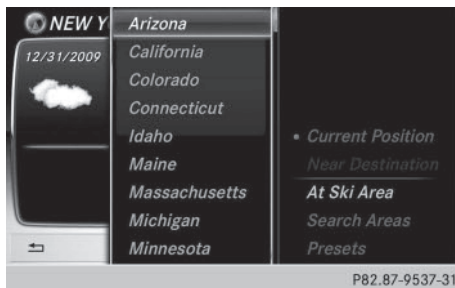 NEW Y
12/31/2009
Arizona
California
Colorado
Connecticut
Idaho
Maine
Massachusetts
Michigan
Minnesota
• Current Position
Near Destination
At Ski Area
Search Areas
Presets
P82.87-9537-31